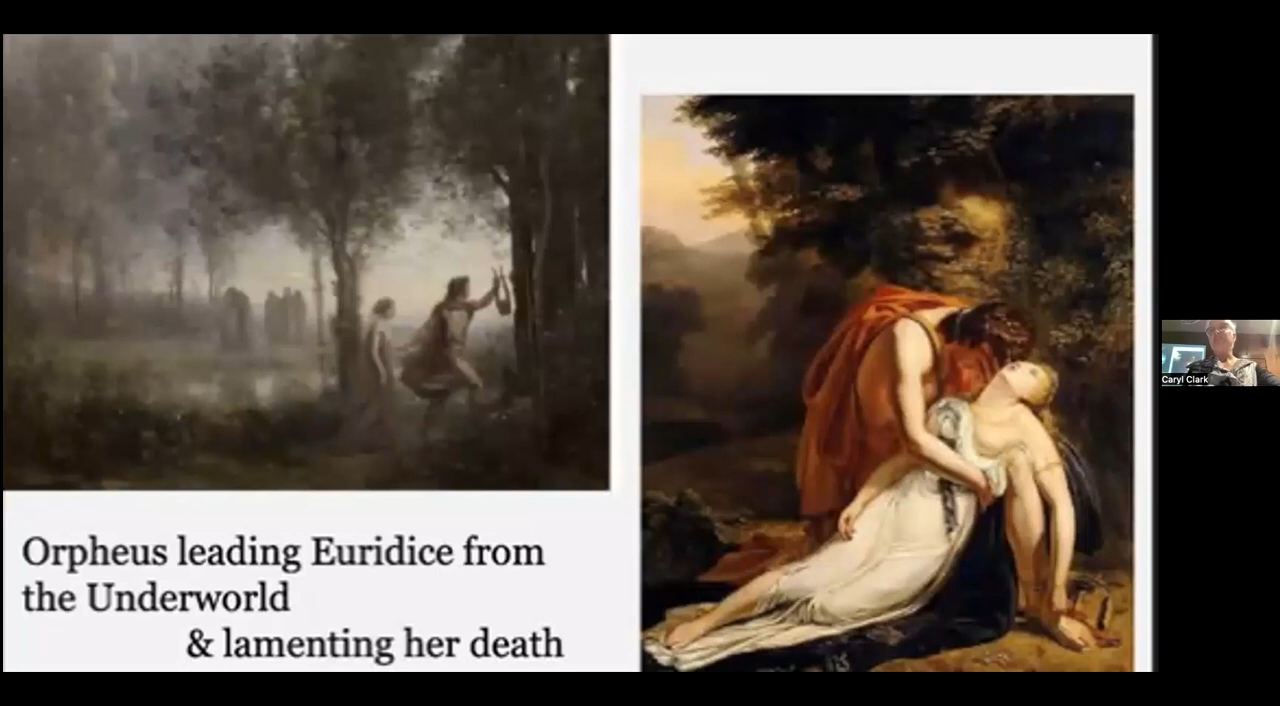 Orpheus leading Euridice from
the Underworld
& lamenting her death
Caryl Clark